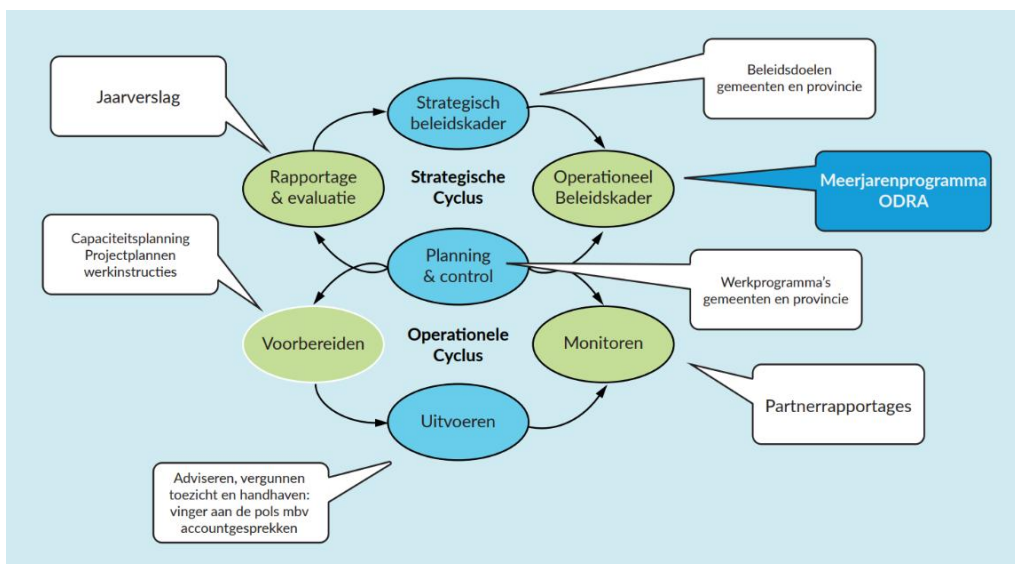 Jaarverslag
Strategisch
beleidskader
Beleidsdoelen
gemeenten en provincie
Rapportage
& evaluatie
Strategische
Cyclus
Operationeel
Beleidskader
Meerjarenprogramma
ODRA
Capaciteitsplanning
Projectplannen
werkinstructies
Planning
& control
Werkprogramma's
gemeenten en provincie
Voorbereiden
Operationele
Cyclus
Monitoren
Uitvoeren
Partnerrapportages
Adviseren, vergunnen
toezicht en handhaven:
vinger aan de pols mbv
accountgesprekken